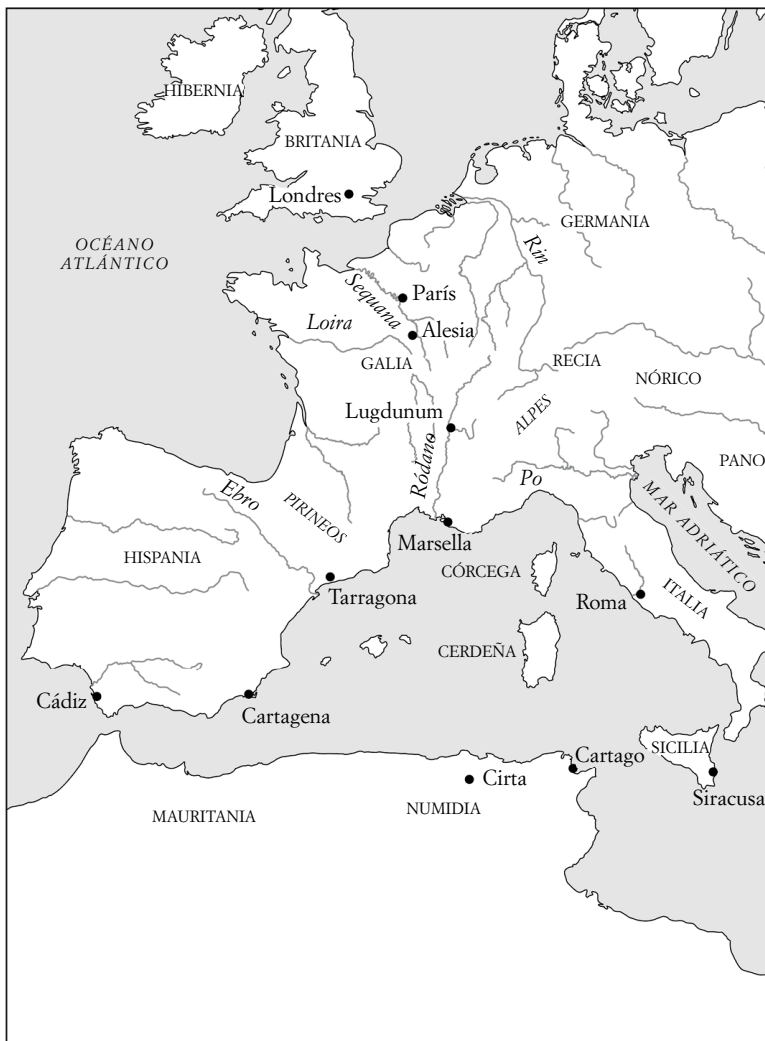 HIBERNIA
BRITANIA
Londres
GERMANIA
OCÉANO
ATLÁNTICO
Rin
Sequana
París
Loira
Alesia
GALIA
RECIA
NÓRICO
Lugdunum
ALPES
PANO
Ródano
Po
Ebro
PIRINEOS
MAR ADRIÁTICO
Marsella
HISPANIA
CÓRCEGA
Tarragona
Roma
ITALIA
CERDEÑA
Cádiz
Cartagena
SICILIA
Cartago
Cirta
Siracusa
MAURITANIA
NUMIDIA